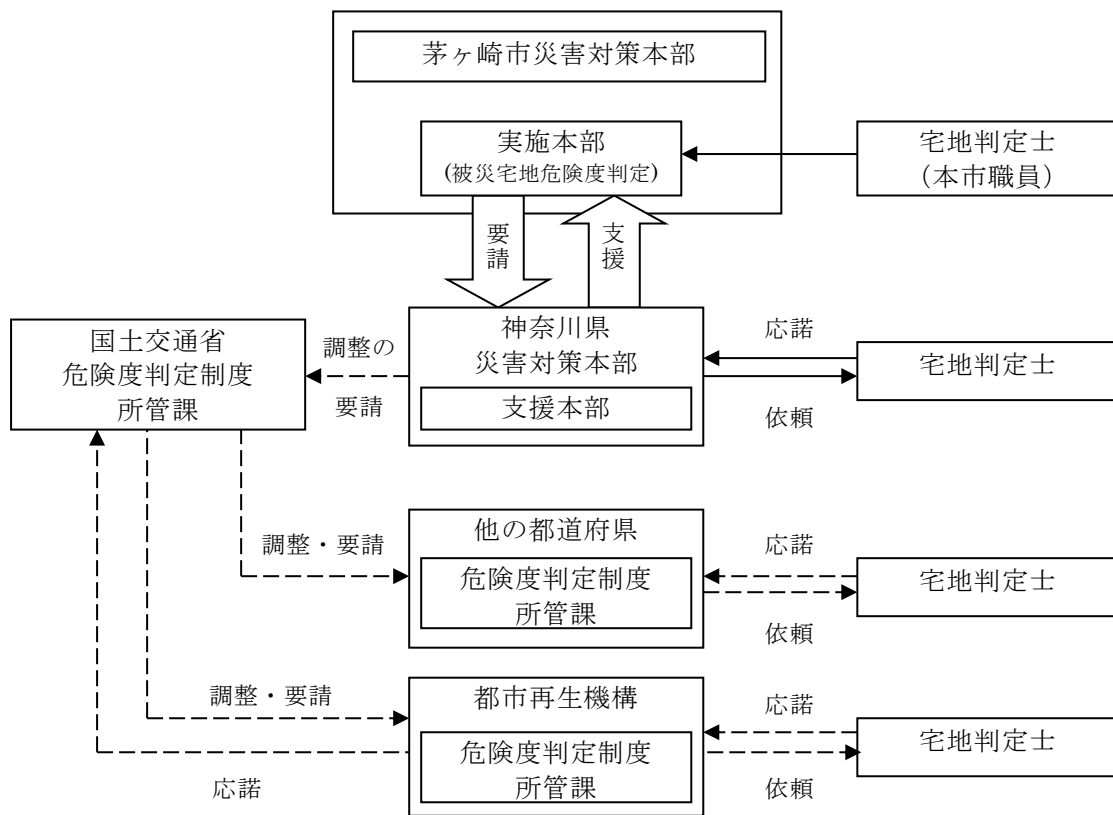 茅ヶ崎市災害対策本部
実施本部
(被災宅地危険度判定)
宅地判定士
（本市職員）
要請
支援
国土交通省
危険度判定制度
所管課
調整の
要請
神奈川県
災害対策本部
支援本部
応諾
依頼
宅地判定士
調整・要請
他の都道府県
危険度判定制度
所管課
応諾
依頼
宅地判定士
調整・要請
応諾
都市再生機構
危険度判定制度
所管課
応諾
依頼
宅地判定士